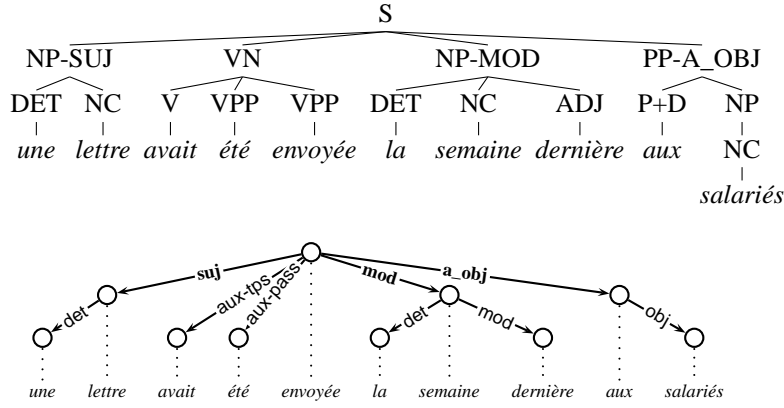 S
NP-SUJ VN NP-MOD PP-A_OBJ
DET NC V VPP VPP DET NC ADJ P+D NP
une lettre avait été envoyée la semaine dernière aux NC
salariés
suj aux-tps aux-pass mod a_obj
det det mod obj
une lettre avait été envoyée la semaine dernière aux salariés